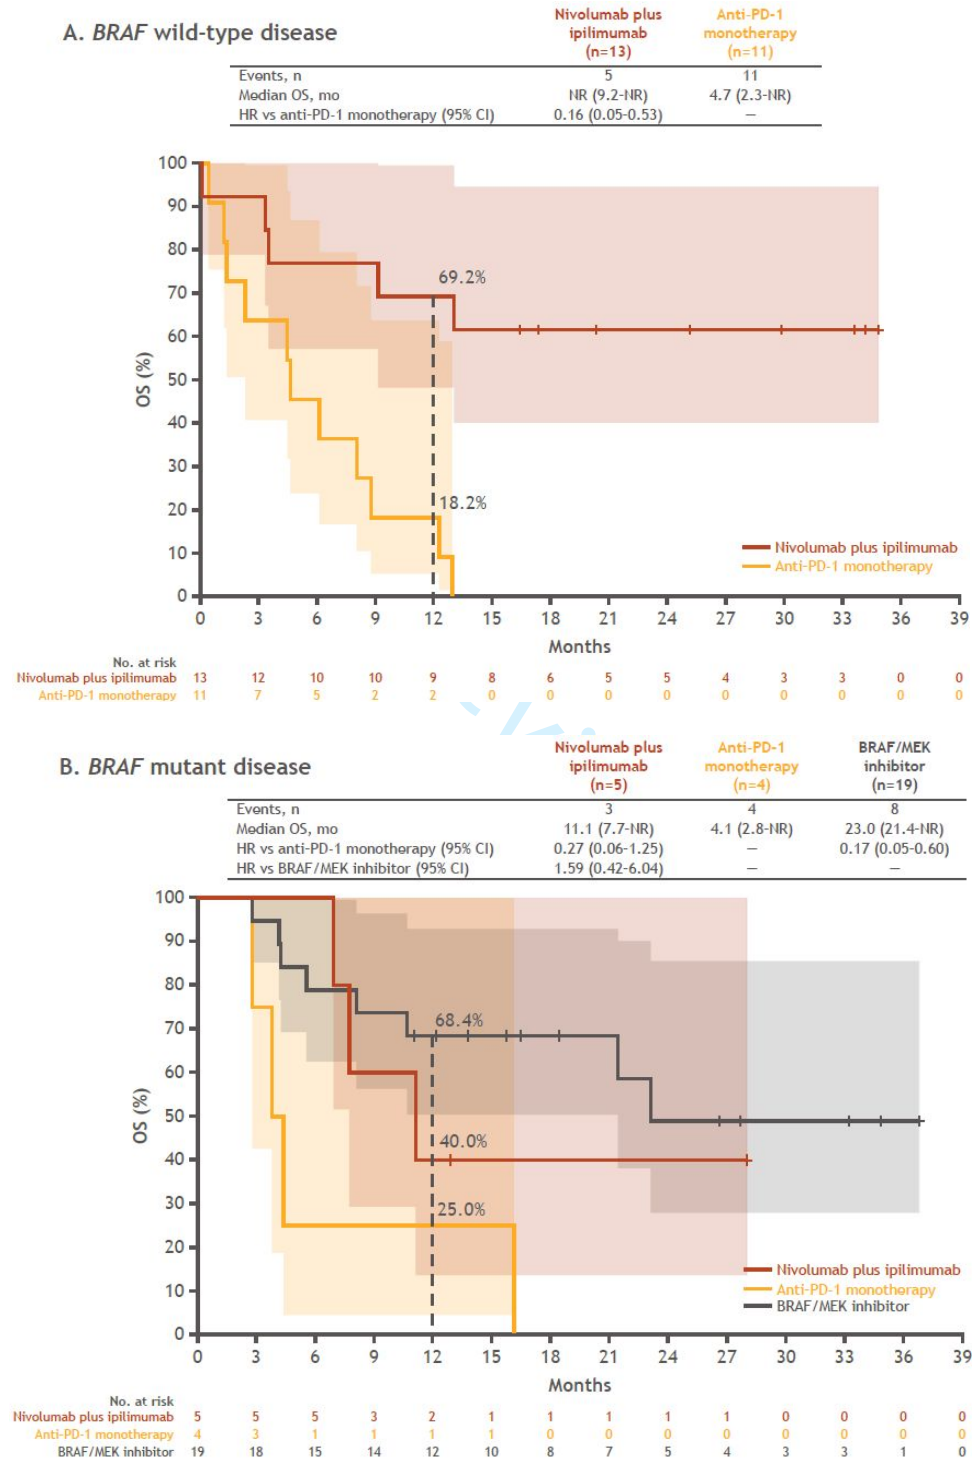 A. BRAF wild-type disease
Nivolumab plus ipilimumab (n=13) Anti-PD-1 monotherapy (n=11)
Events, n 5 11
Median OS, mo NR (9.2-NR) 4.7 (2.3-NR)
HR vs anti-PD-1 monotherapy (95% CI) 0.16 (0.05-0.53) —
100
90
80
70
60
50
40
30
20
10
0
OS (%)
69.2%
18.2%
Nivolumab plus ipilimumab
Anti-PD-1 monotherapy
0 3 6 9 12 15 18 21 24 27 30 33 36 39
Months
No. at risk
Nivolumab plus ipilimumab 13 12 10 10 9 8 6 5 5 4 3 3 0 0
Anti-PD-1 monotherapy 11 7 5 2 2 0 0 0 0 0 0 0 0 0
B. BRAF mutant disease
Nivolumab plus ipilimumab (n=5) Anti-PD-1 monotherapy (n=4) BRAF/MEK inhibitor (n=19)
Events, n 3 4 8
Median OS, mo 11.1 (7.7-NR) 4.1 (2.8-NR) 23.0 (21.4-NR)
HR vs anti-PD-1 monotherapy (95% CI) 0.27 (0.06-1.25) — 0.17 (0.05-0.60)
HR vs BRAF/MEK inhibitor (95% CI) 1.59 (0.42-6.04) — —
100
90
80
70
60
50
40
30
20
10
0
OS (%)
68.4%
40.0%
25.0%
Nivolumab plus ipilimumab
Anti-PD-1 monotherapy
BRAF/MEK inhibitor
0 3 6 9 12 15 18 21 24 27 30 33 36 39
Months
No. at risk
Nivolumab plus ipilimumab 5 5 5 3 2 1 1 1 1 1 0 0 0 0
Anti-PD-1 monotherapy 4 3 1 1 1 1 0 0 0 0 0 0 0 0
BRAF/MEK inhibitor 19 18 15 14 12 10 8 7 5 4 3 3 1 0